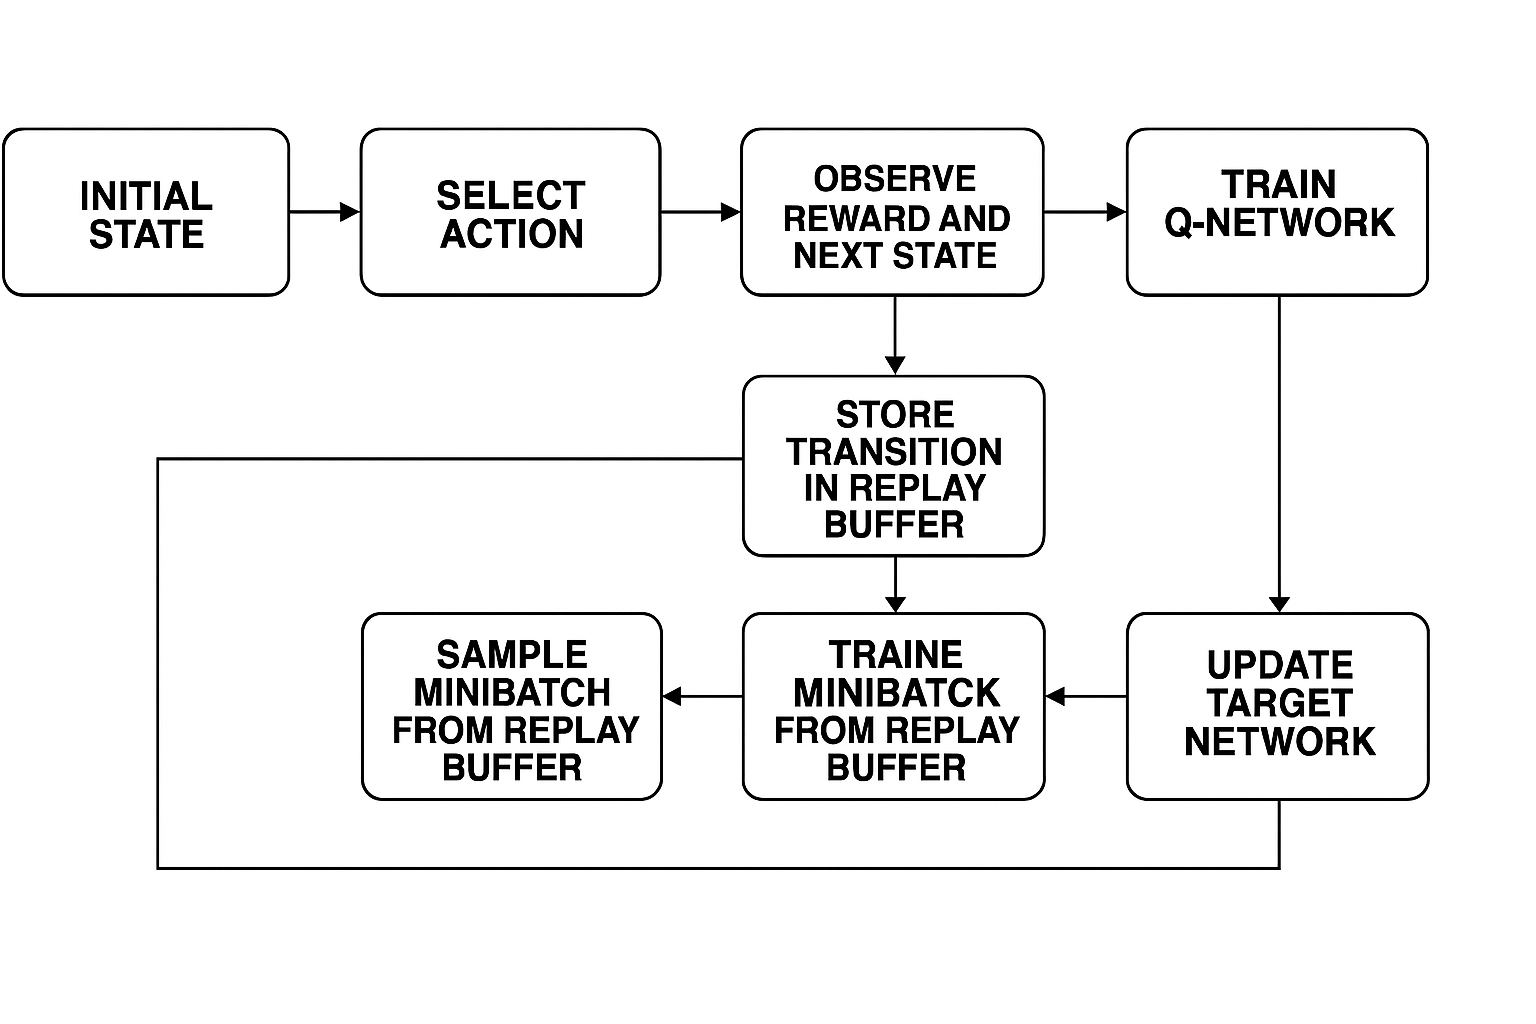 INITIAL
STATE
SELECT
ACTION
OBSERVE
REWARD AND
NEXT STATE
TRAIN
Q-NETWORK
STORE
TRANSITION
IN REPLAY
BUFFER
SAMPLE
MINIBATCH
FROM REPLAY
BUFFER
TRAINE
MINIBATCK
FROM REPLAY
BUFFER
UPDATE
TARGET
NETWORK